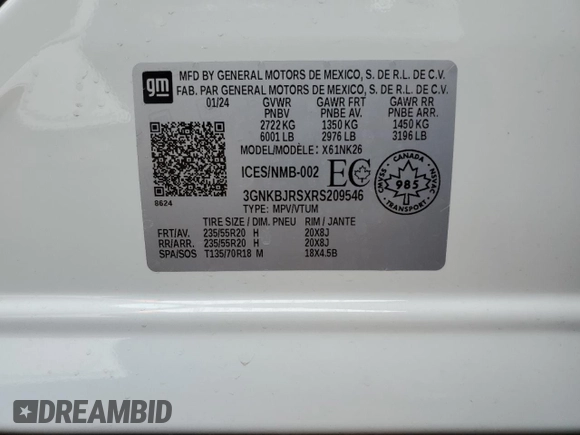 gm
MFD BY GENERAL MOTORS DE MEXICO, S. DE R.L. DE C.V.
FAB. PAR GENERAL MOTORS DE MEXICO, S. DE R.L. DE C.V.
01/24 GVWR GAWR FRT GAWR RR
PNBV PNBE AV. PNBE ARR.
2722 KG 1350 KG 1450 KG
6001 LB 2976 LB 3196 LB
MODEL/MODÈLE: X61NK26
ICES/NMB-002 EC
CANADA
CMVSS 985 NSVAC
TRANSPORT
8624
3GNKBJRSXRS209546
TYPE: MPV/VTUM
TIRE SIZE / DIM. PNEU RIM / JANTE
FRT/AV. 235/55R20 H 20X8J
RR/ARR. 235/55R20 H 20X8J
SPA/SOS T135/70R18 M 18X4.5B
DREAMBID